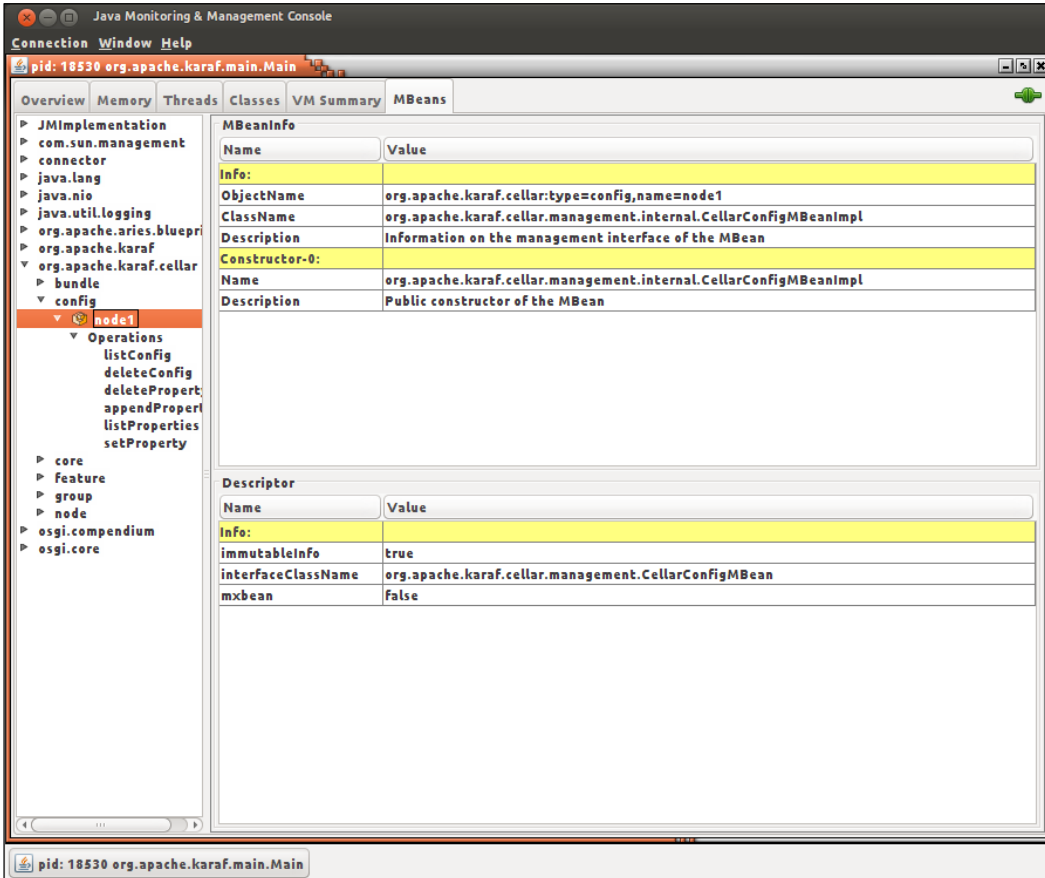 Java Monitoring & Management Console
Connection Window Help
pid: 18530 org.apache.karaf.main.Main
Overview Memory Threads Classes VM Summary MBeans
JMImplementation
com.sun.management
connector
java.lang
java.nio
java.util.logging
org.apache.aries.bluepri
org.apache.karaf
org.apache.karaf.cellar
bundle
config
node1
Operations
listConfig
deleteConfig
deletePropert
appendPropert
listProperties
setProperty
core
feature
group
node
osgi.compendium
osgi.core
MBeanInfo
Name Value
Info:
ObjectName org.apache.karaf.cellar:type=config,name=node1
ClassName org.apache.karaf.cellar.management.internal.CellarConfigMBeanImpl
Description Information on the management interface of the MBean
Constructor-0:
Name org.apache.karaf.cellar.management.internal.CellarConfigMBeanImpl
Description Public constructor of the MBean
Descriptor
Name Value
Info:
immutableInfo true
interfaceClassName org.apache.karaf.cellar.management.CellarConfigMBean
mxbean false
pid: 18530 org.apache.karaf.main.Main